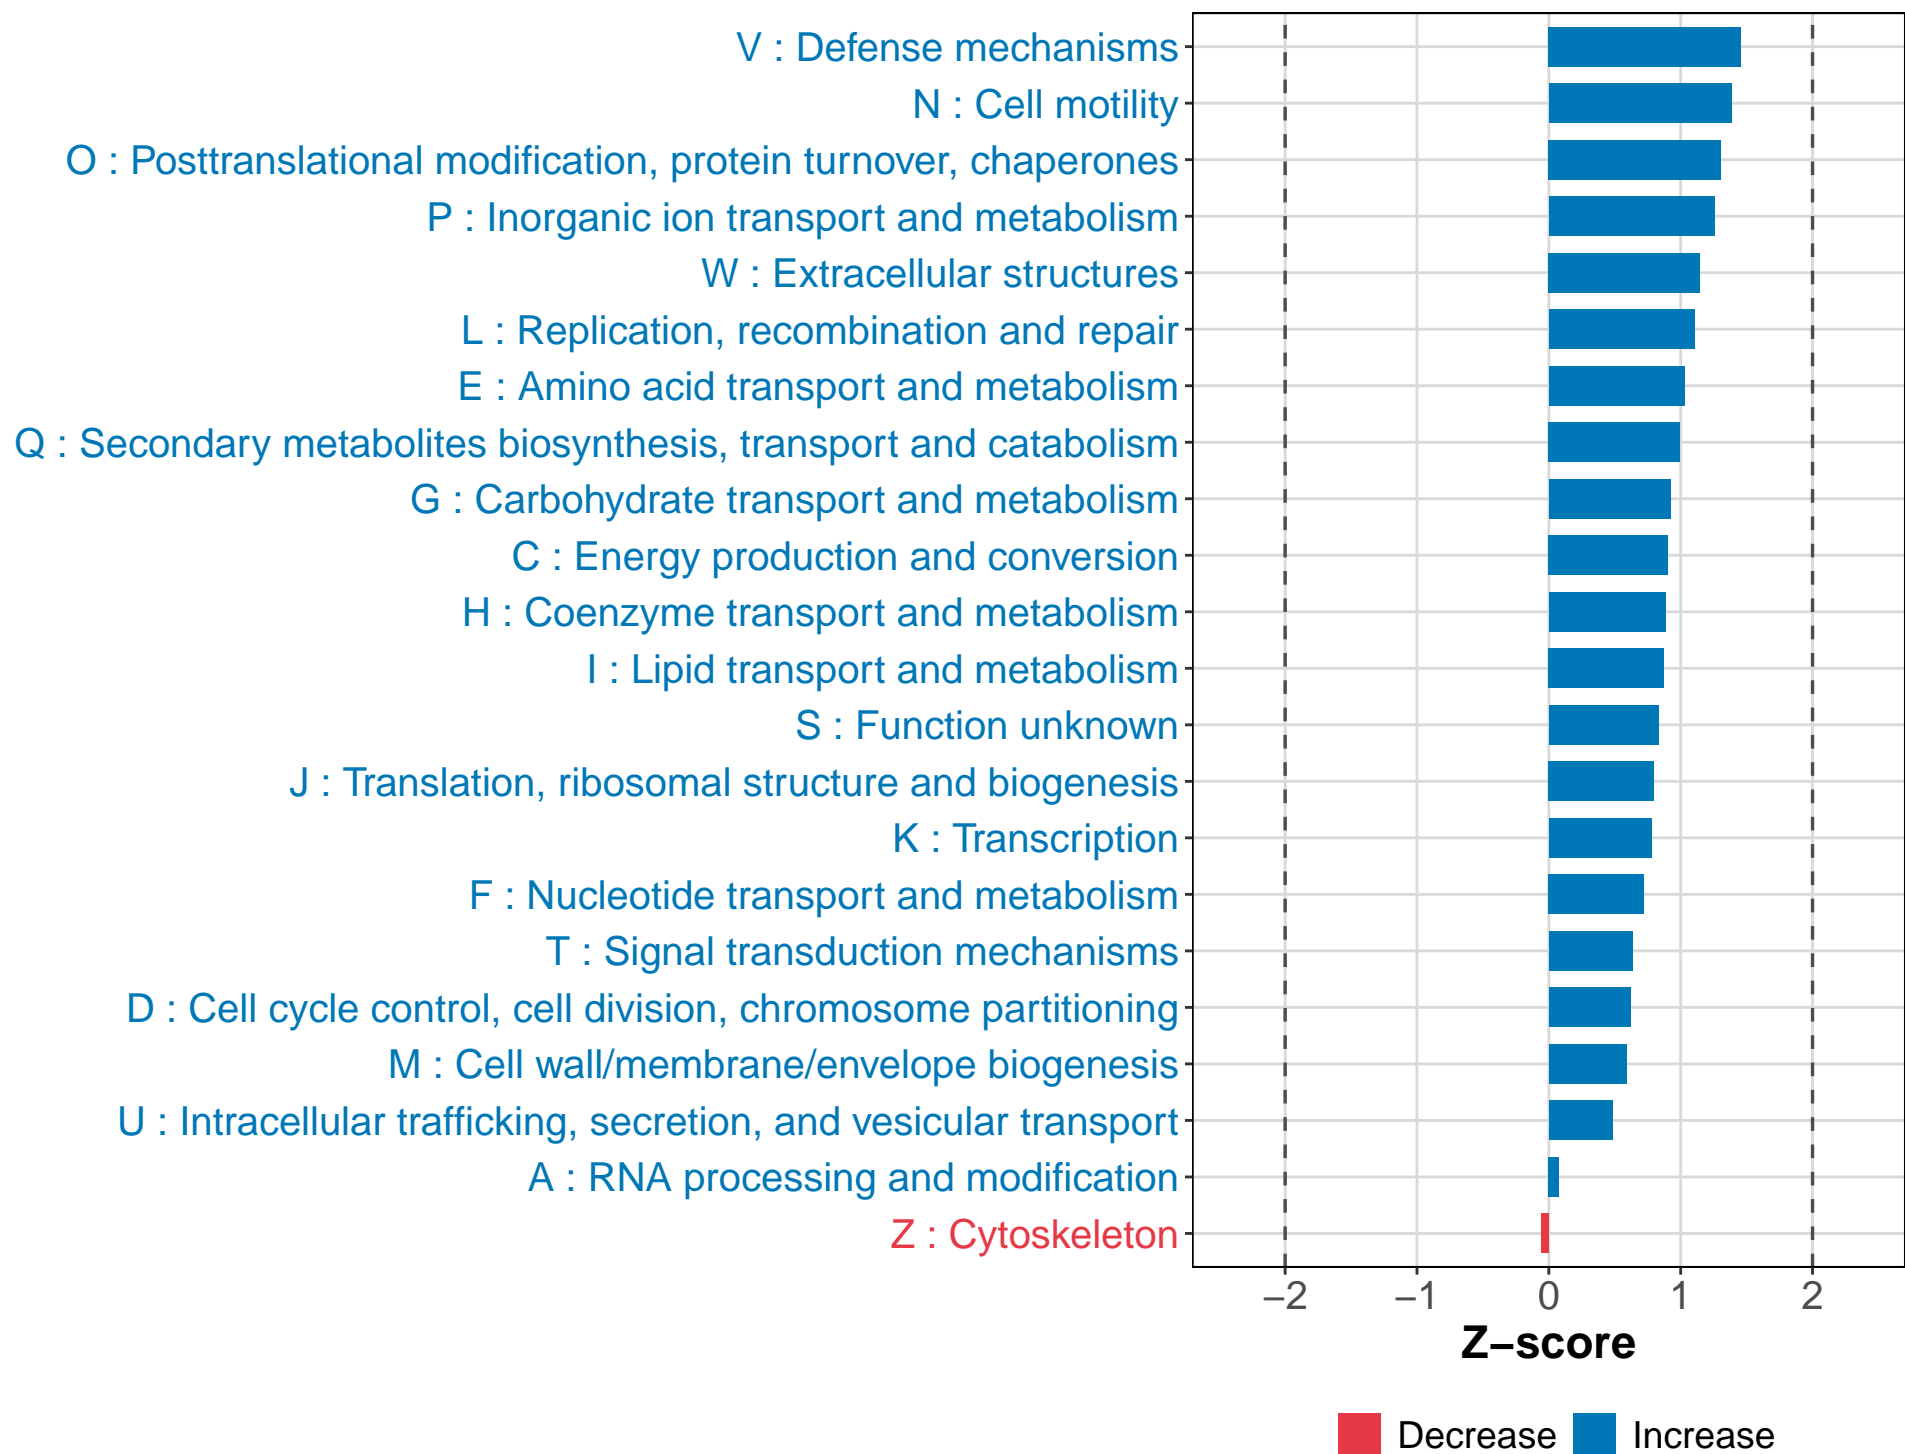 V : Defense mechanisms
N : Cell motility
O : Posttranslational modification, protein turnover, chaperones
P : Inorganic ion transport and metabolism
W : Extracellular structures
L : Replication, recombination and repair
E : Amino acid transport and metabolism
Q : Secondary metabolites biosynthesis, transport and catabolism
G : Carbohydrate transport and metabolism
C : Energy production and conversion
H : Coenzyme transport and metabolism
I : Lipid transport and metabolism
S : Function unknown
J : Translation, ribosomal structure and biogenesis
K : Transcription
F : Nucleotide transport and metabolism
T : Signal transduction mechanisms
D : Cell cycle control, cell division, chromosome partitioning
M : Cell wall/membrane/envelope biogenesis
U : Intracellular trafficking, secretion, and vesicular transport
A : RNA processing and modification
Z : Cytoskeleton
−2 −1 0 1 2
Z−score
Decrease Increase